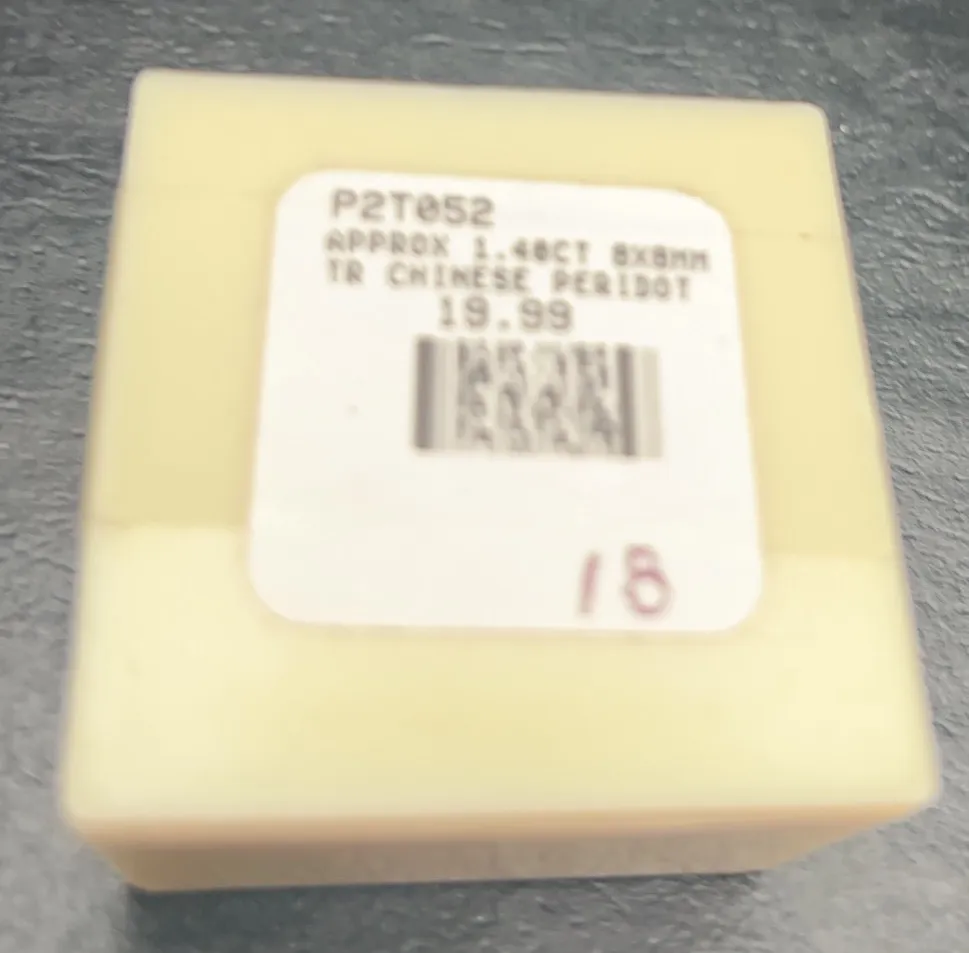 P2T052
APPROX 1.40CT 8X8MM
TR CHINESE PERIDOT
19.99
18